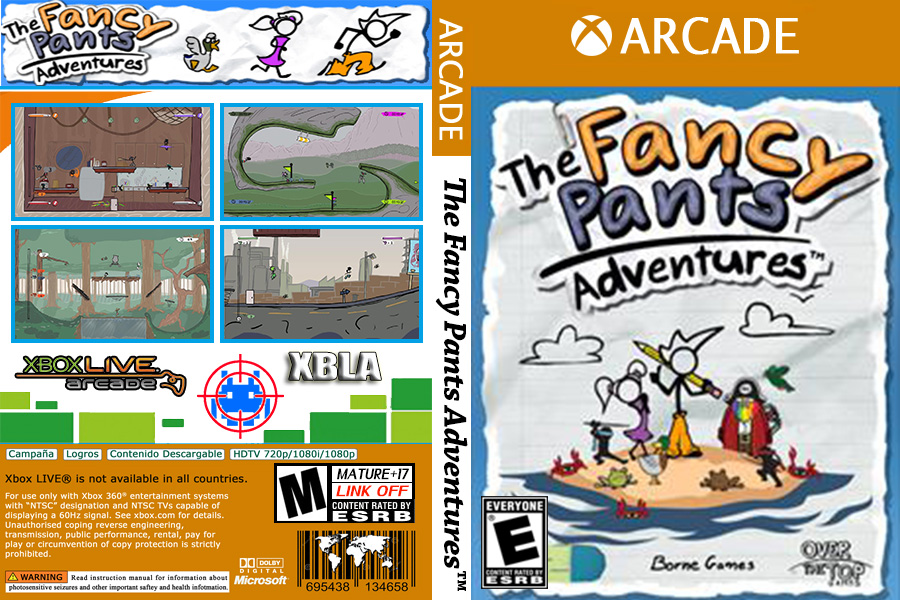 The Fancy
Pants
Adventures
XBOX LIVE.
arcade
XBLA
Campaña
Logros
Contenido Descargable
HDTV 720p/1080i/1080p
Xbox LIVE® is not available in all countries.
For use only with Xbox 360® entertainment systems
with "NTSC" designation and NTSC TVs capable of
displaying a 60Hz signal. See xbox.com for details.
Unauthorised coping reverse engineering,
transmission, public performance, rental, pay for
play or circumvention of copy protection is strictly
prohibited.
WARNING Read instruction manual for information about
photosensitive seizures and other important saftey and health infotmation.
M
MATURE+17
LINK OFF
CONTENT RATED BY
ESRB
DOLBY
DIGITAL
Microsoft
695438 134658
ARCADE
The Fancy Pants Adventures™
ARCADE
The Fancy
Pants
Adventures™
EVERYONE
E
CONTENT RATED BY
ESRB
Borne Games
OVER
THE TOP
GAMES